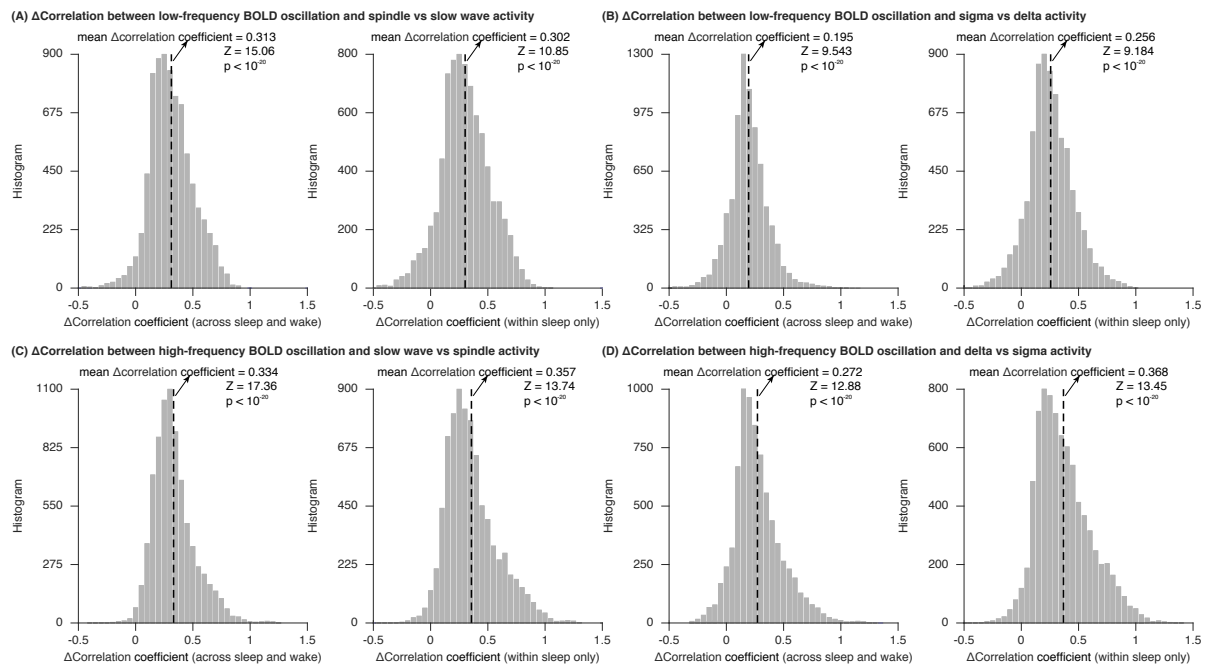 (A) ΔCorrelation between low-frequency BOLD oscillation and spindle vs slow wave activity
mean Δcorrelation coefficient = 0.313
Z = 15.06
p < 10⁻²⁰
900
675
450
225
0
Histogram
-0.5 0 0.5 1 1.5
ΔCorrelation coefficient (across sleep and wake)
mean Δcorrelation coefficient = 0.302
Z = 10.85
p < 10⁻²⁰
800
600
400
200
0
Histogram
-0.5 0 0.5 1 1.5
ΔCorrelation coefficient (within sleep only)
(B) ΔCorrelation between low-frequency BOLD oscillation and sigma vs delta activity
mean Δcorrelation coefficient = 0.195
Z = 9.543
p < 10⁻²⁰
1300
975
650
325
0
Histogram
-0.5 0 0.5 1 1.5
ΔCorrelation coefficient (across sleep and wake)
mean Δcorrelation coefficient = 0.256
Z = 9.184
p < 10⁻²⁰
900
675
450
225
0
Histogram
-0.5 0 0.5 1 1.5
ΔCorrelation coefficient (within sleep only)
(C) ΔCorrelation between high-frequency BOLD oscillation and slow wave vs spindle activity
mean Δcorrelation coefficient = 0.334
Z = 17.36
p < 10⁻²⁰
1100
825
550
275
0
Histogram
-0.5 0 0.5 1 1.5
ΔCorrelation coefficient (across sleep and wake)
mean Δcorrelation coefficient = 0.357
Z = 13.74
p < 10⁻²⁰
900
675
450
225
0
Histogram
-0.5 0 0.5 1 1.5
ΔCorrelation coefficient (within sleep only)
(D) ΔCorrelation between high-frequency BOLD oscillation and delta vs sigma activity
mean Δcorrelation coefficient = 0.272
Z = 12.88
p < 10⁻²⁰
1000
750
500
250
0
Histogram
-0.5 0 0.5 1 1.5
ΔCorrelation coefficient (across sleep and wake)
mean Δcorrelation coefficient = 0.368
Z = 13.45
p < 10⁻²⁰
800
600
400
200
0
Histogram
-0.5 0 0.5 1 1.5
ΔCorrelation coefficient (within sleep only)